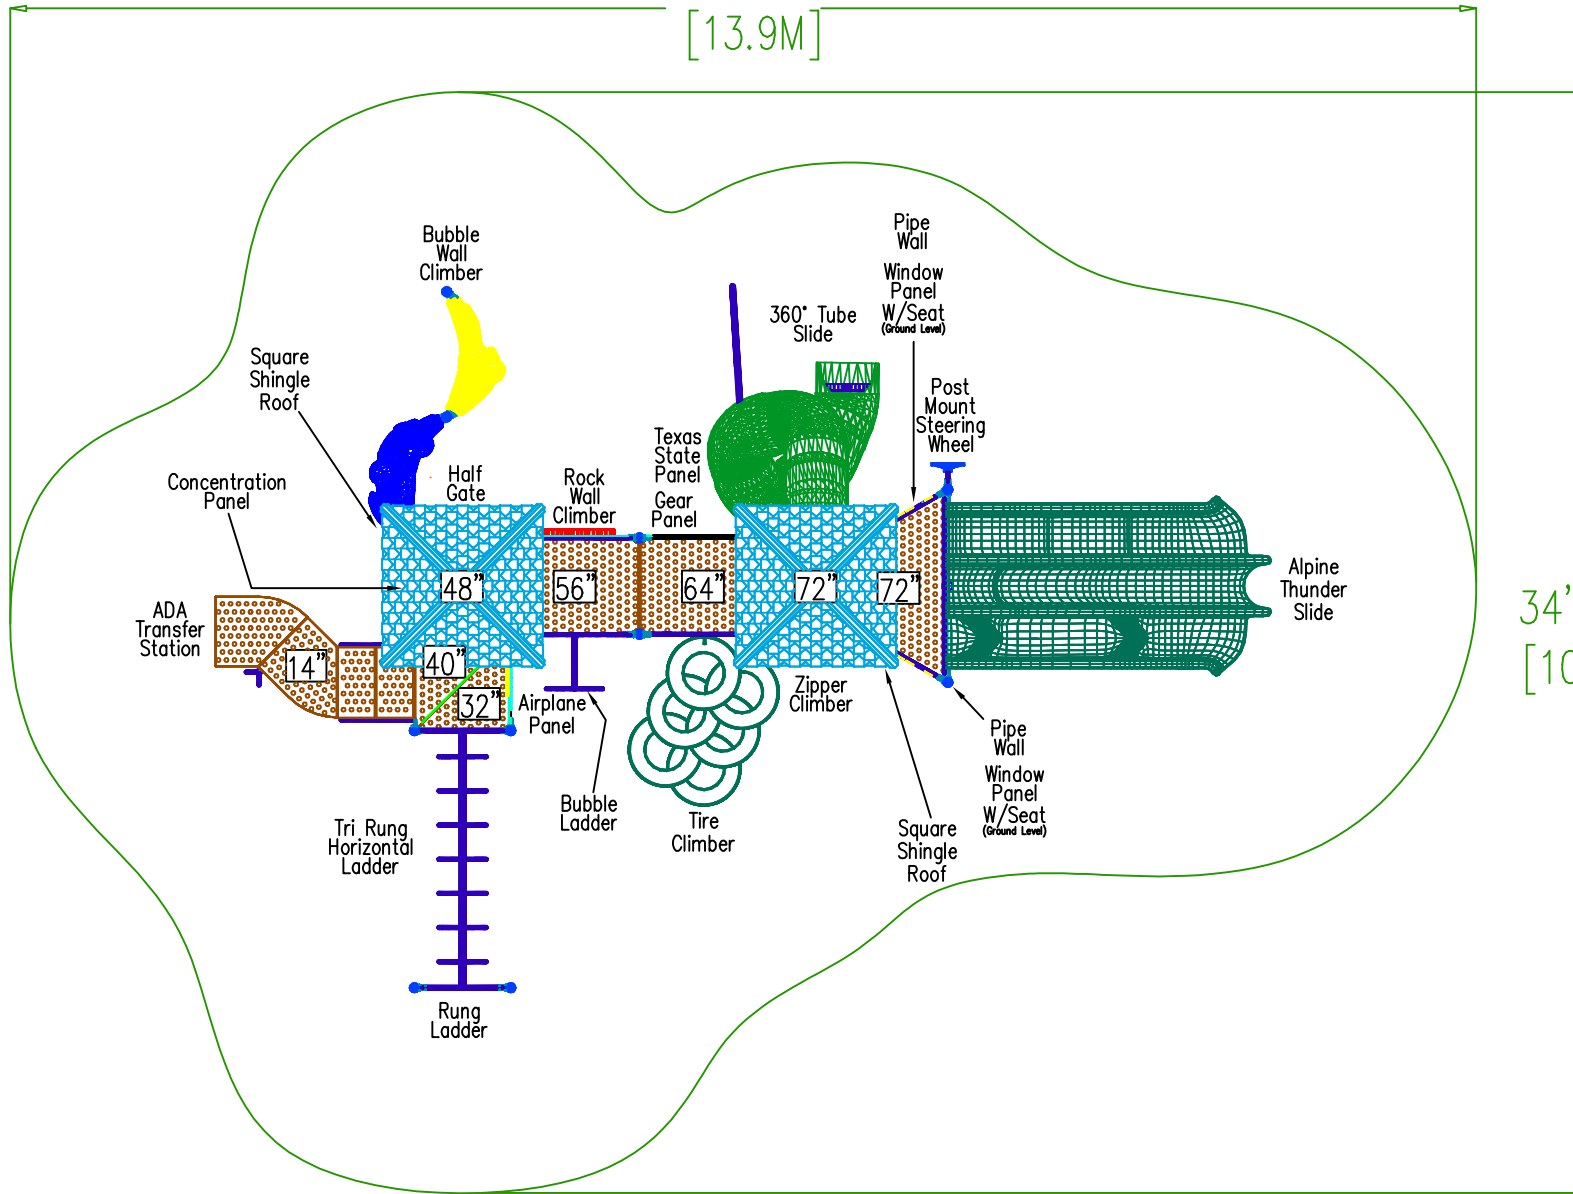 [13.9M]
Pipe
Wall
Window
Panel
W/Seat
(Ground Level)
Bubble
Wall
Climber
360° Tube
Slide
Square
Shingle
Roof
Post
Mount
Steering
Wheel
Texas
State
Panel
Gear
Panel
Half
Gate
Rock
Wall
Climber
Concentration
Panel
48"
56"
64"
72"
72"
Alpine
Thunder
Slide
ADA
Transfer
Station
14"
40"
32"
Airplane
Panel
Zipper
Climber
34'
[10
Pipe
Wall
Window
Panel
W/Seat
(Ground Level)
Bubble
Ladder
Tire
Climber
Square
Shingle
Roof
Tri Rung
Horizontal
Ladder
Rung
Ladder